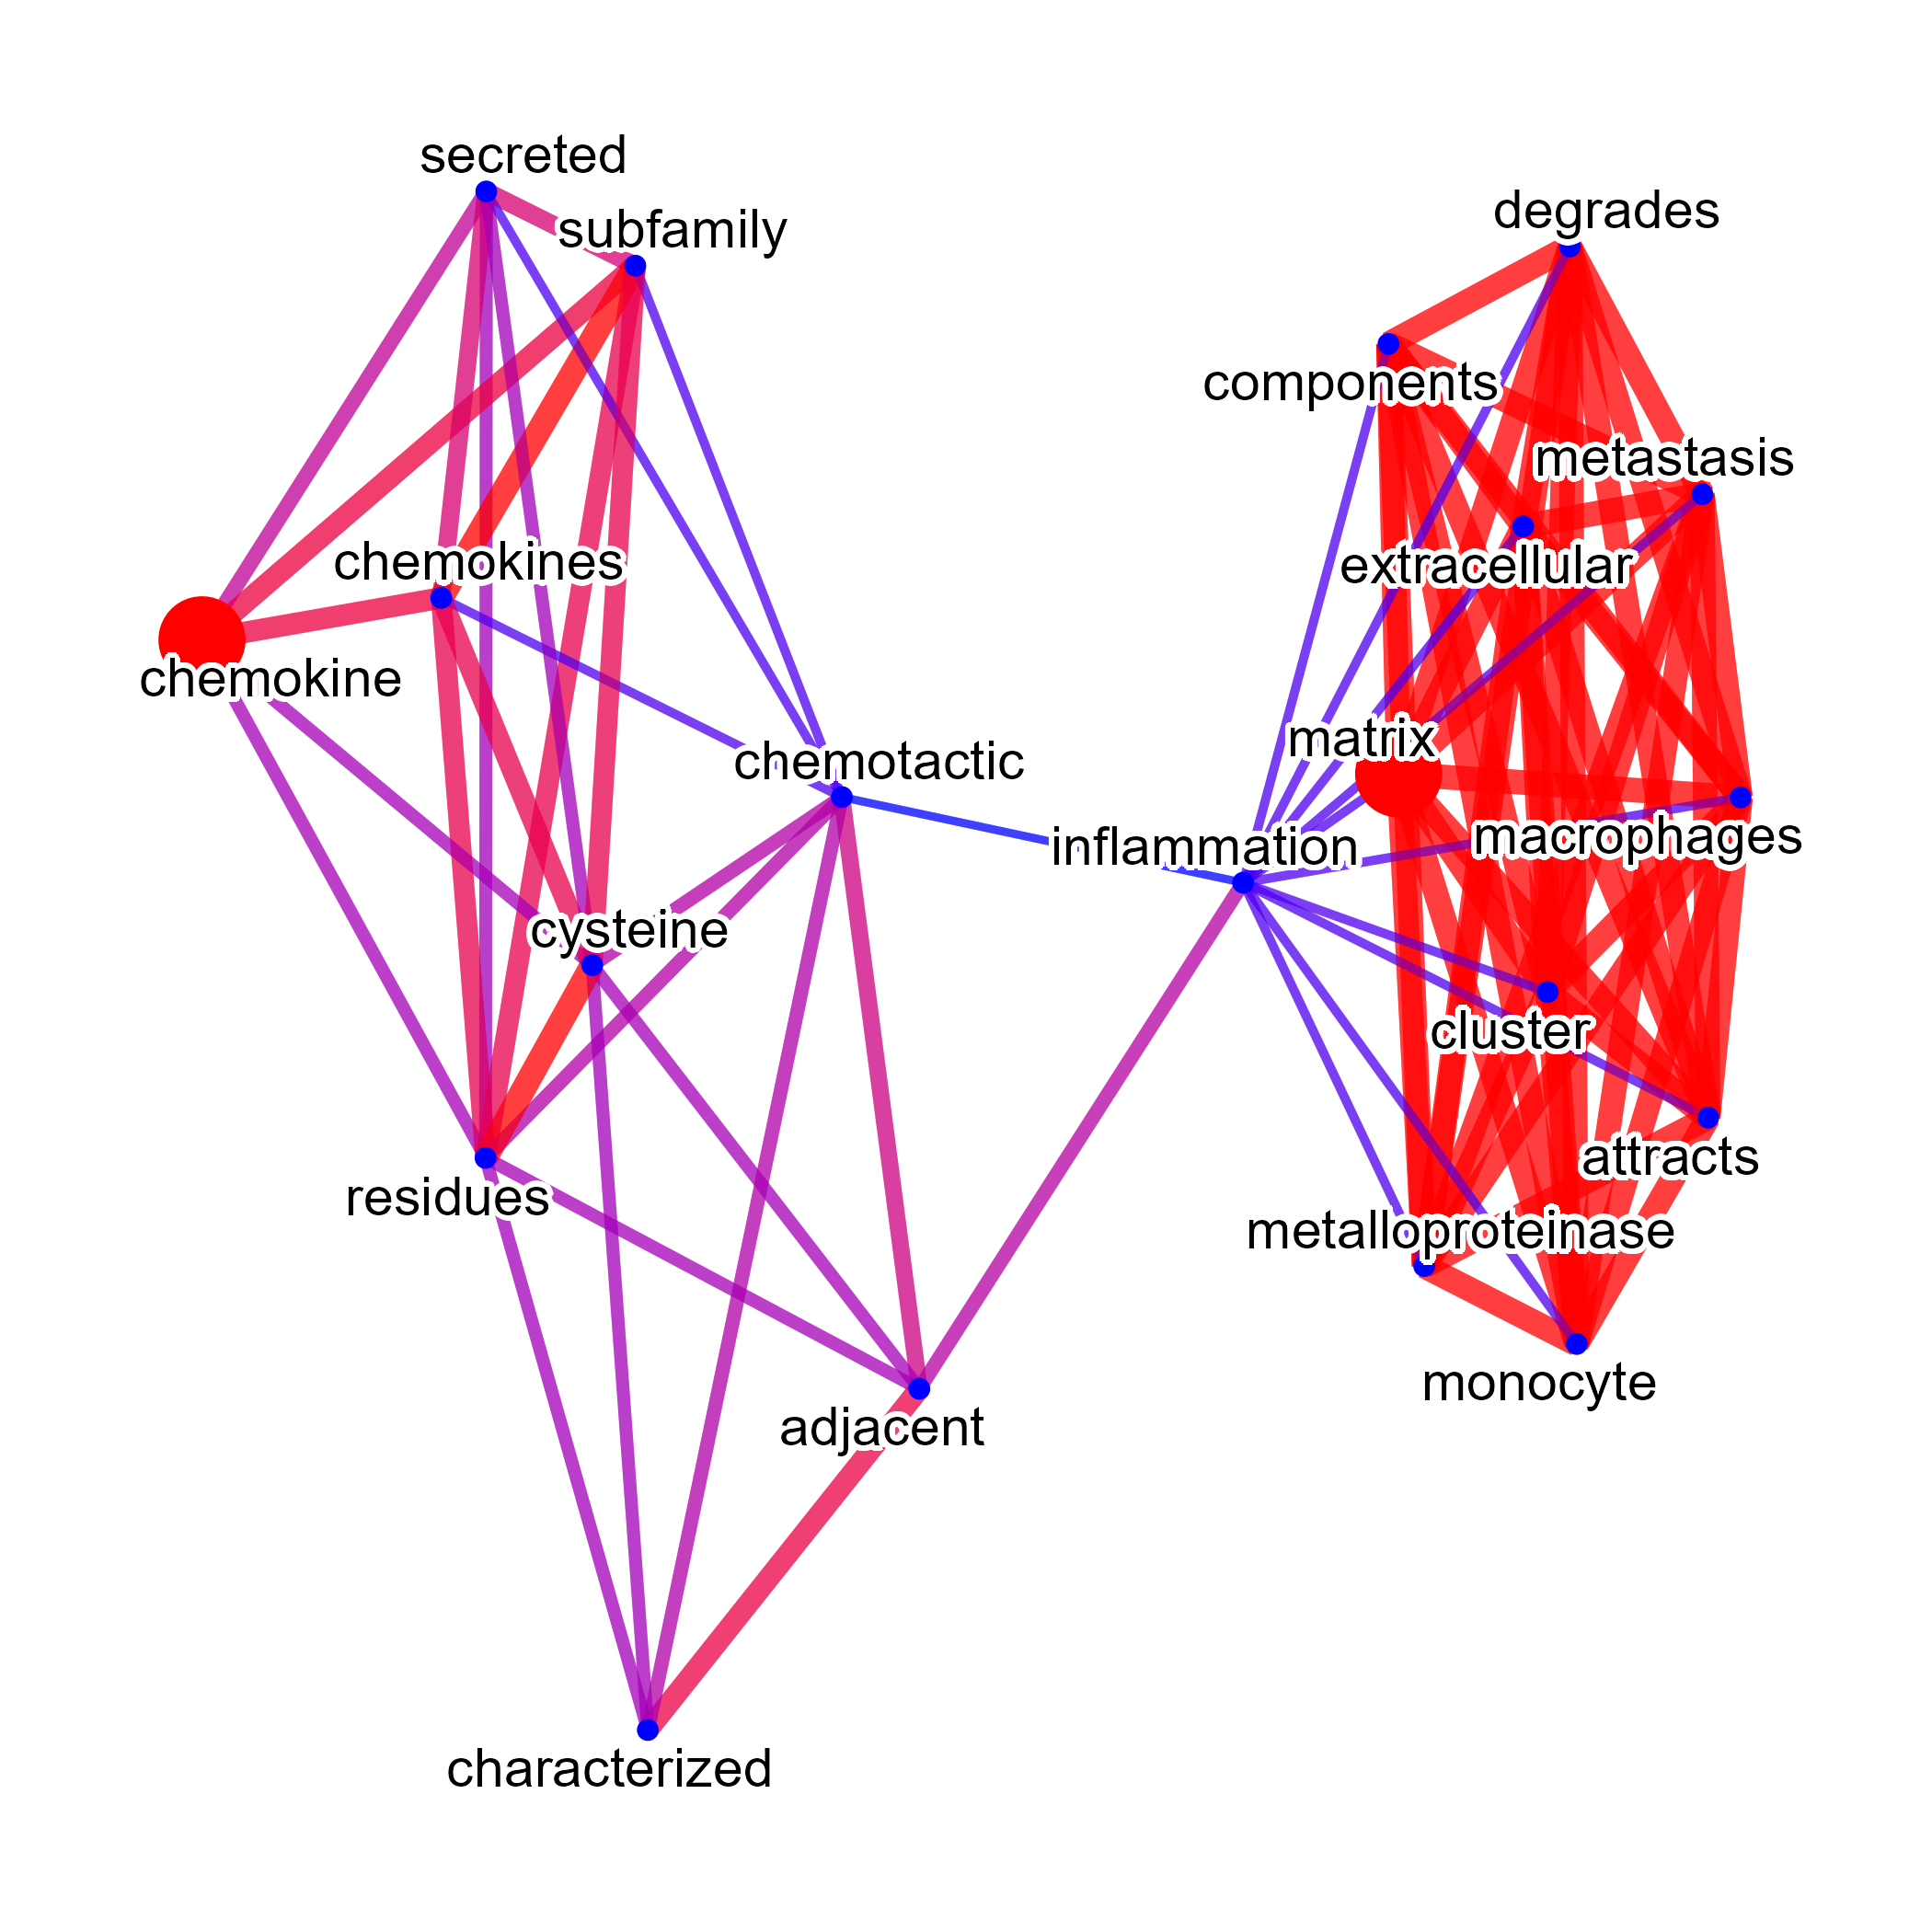 secreted
degrades
subfamily
components
metastasis
chemokines
extracellular
chemokine
matrix
chemotactic
macrophages
inflammation
cysteine
cluster
attracts
residues
metalloproteinase
monocyte
adjacent
characterized